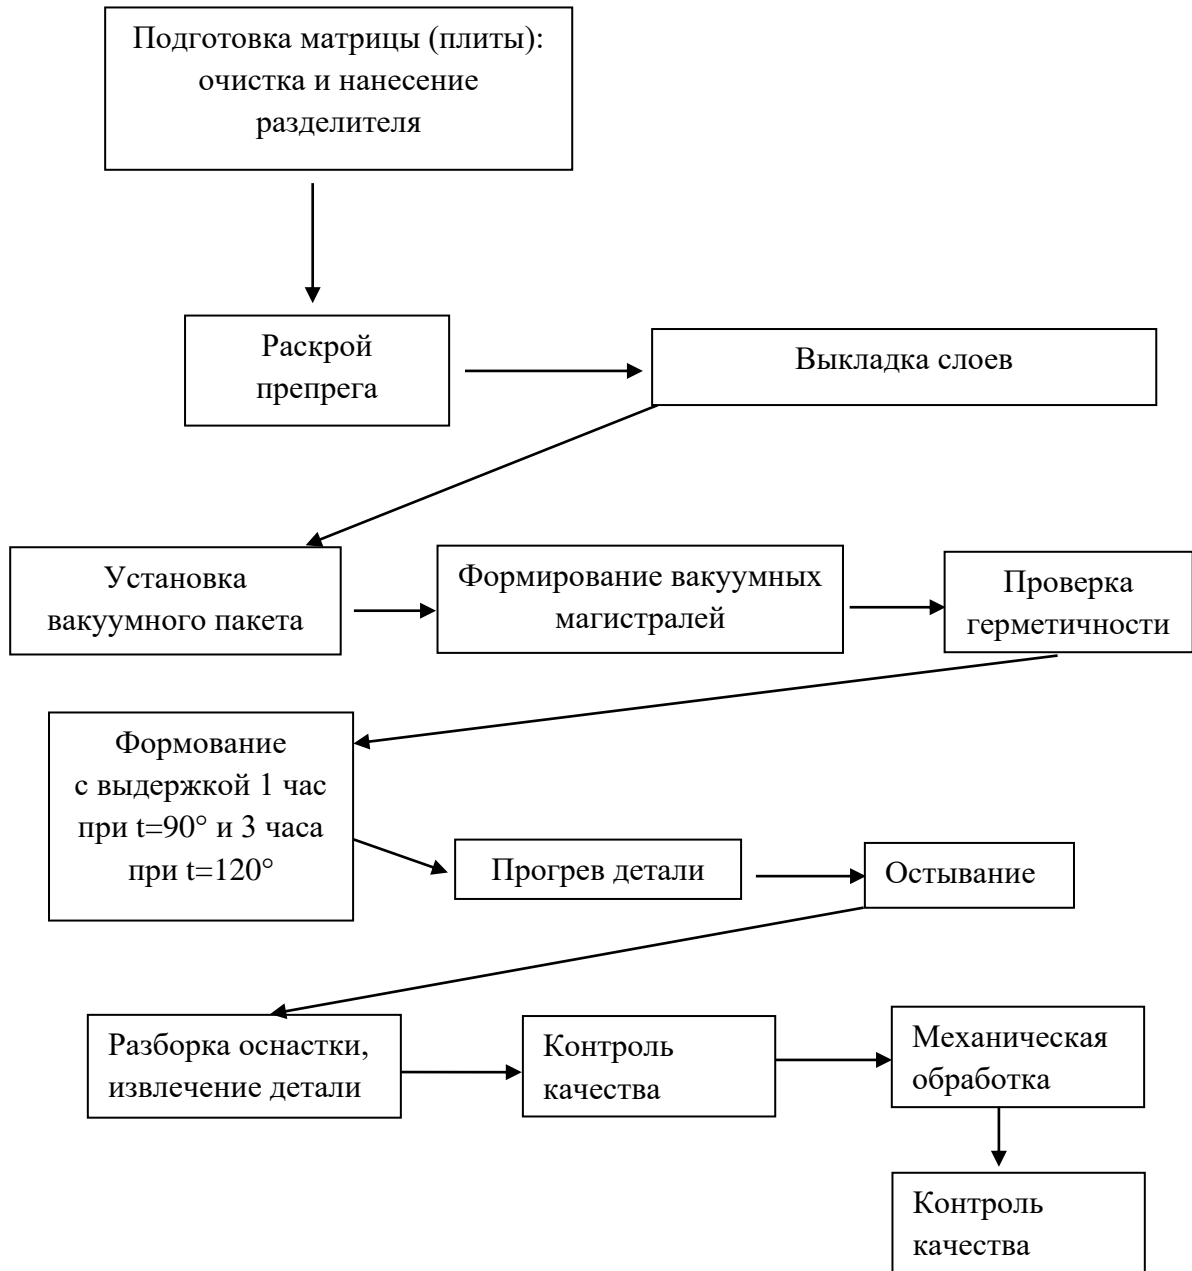 Подготовка матрицы (плиты):
очистка и нанесение
разделителя
Раскрой
препрега
Выкладка слоев
Установка
вакуумного пакета
Формирование вакуумных
магистралей
Проверка
герметичности
Формование
с выдержкой 1 час
при t=90° и 3 часа
при t=120°
Прогрев детали
Остывание
Разборка оснастки,
извлечение детали
Контроль
качества
Механическая
обработка
Контроль
качества